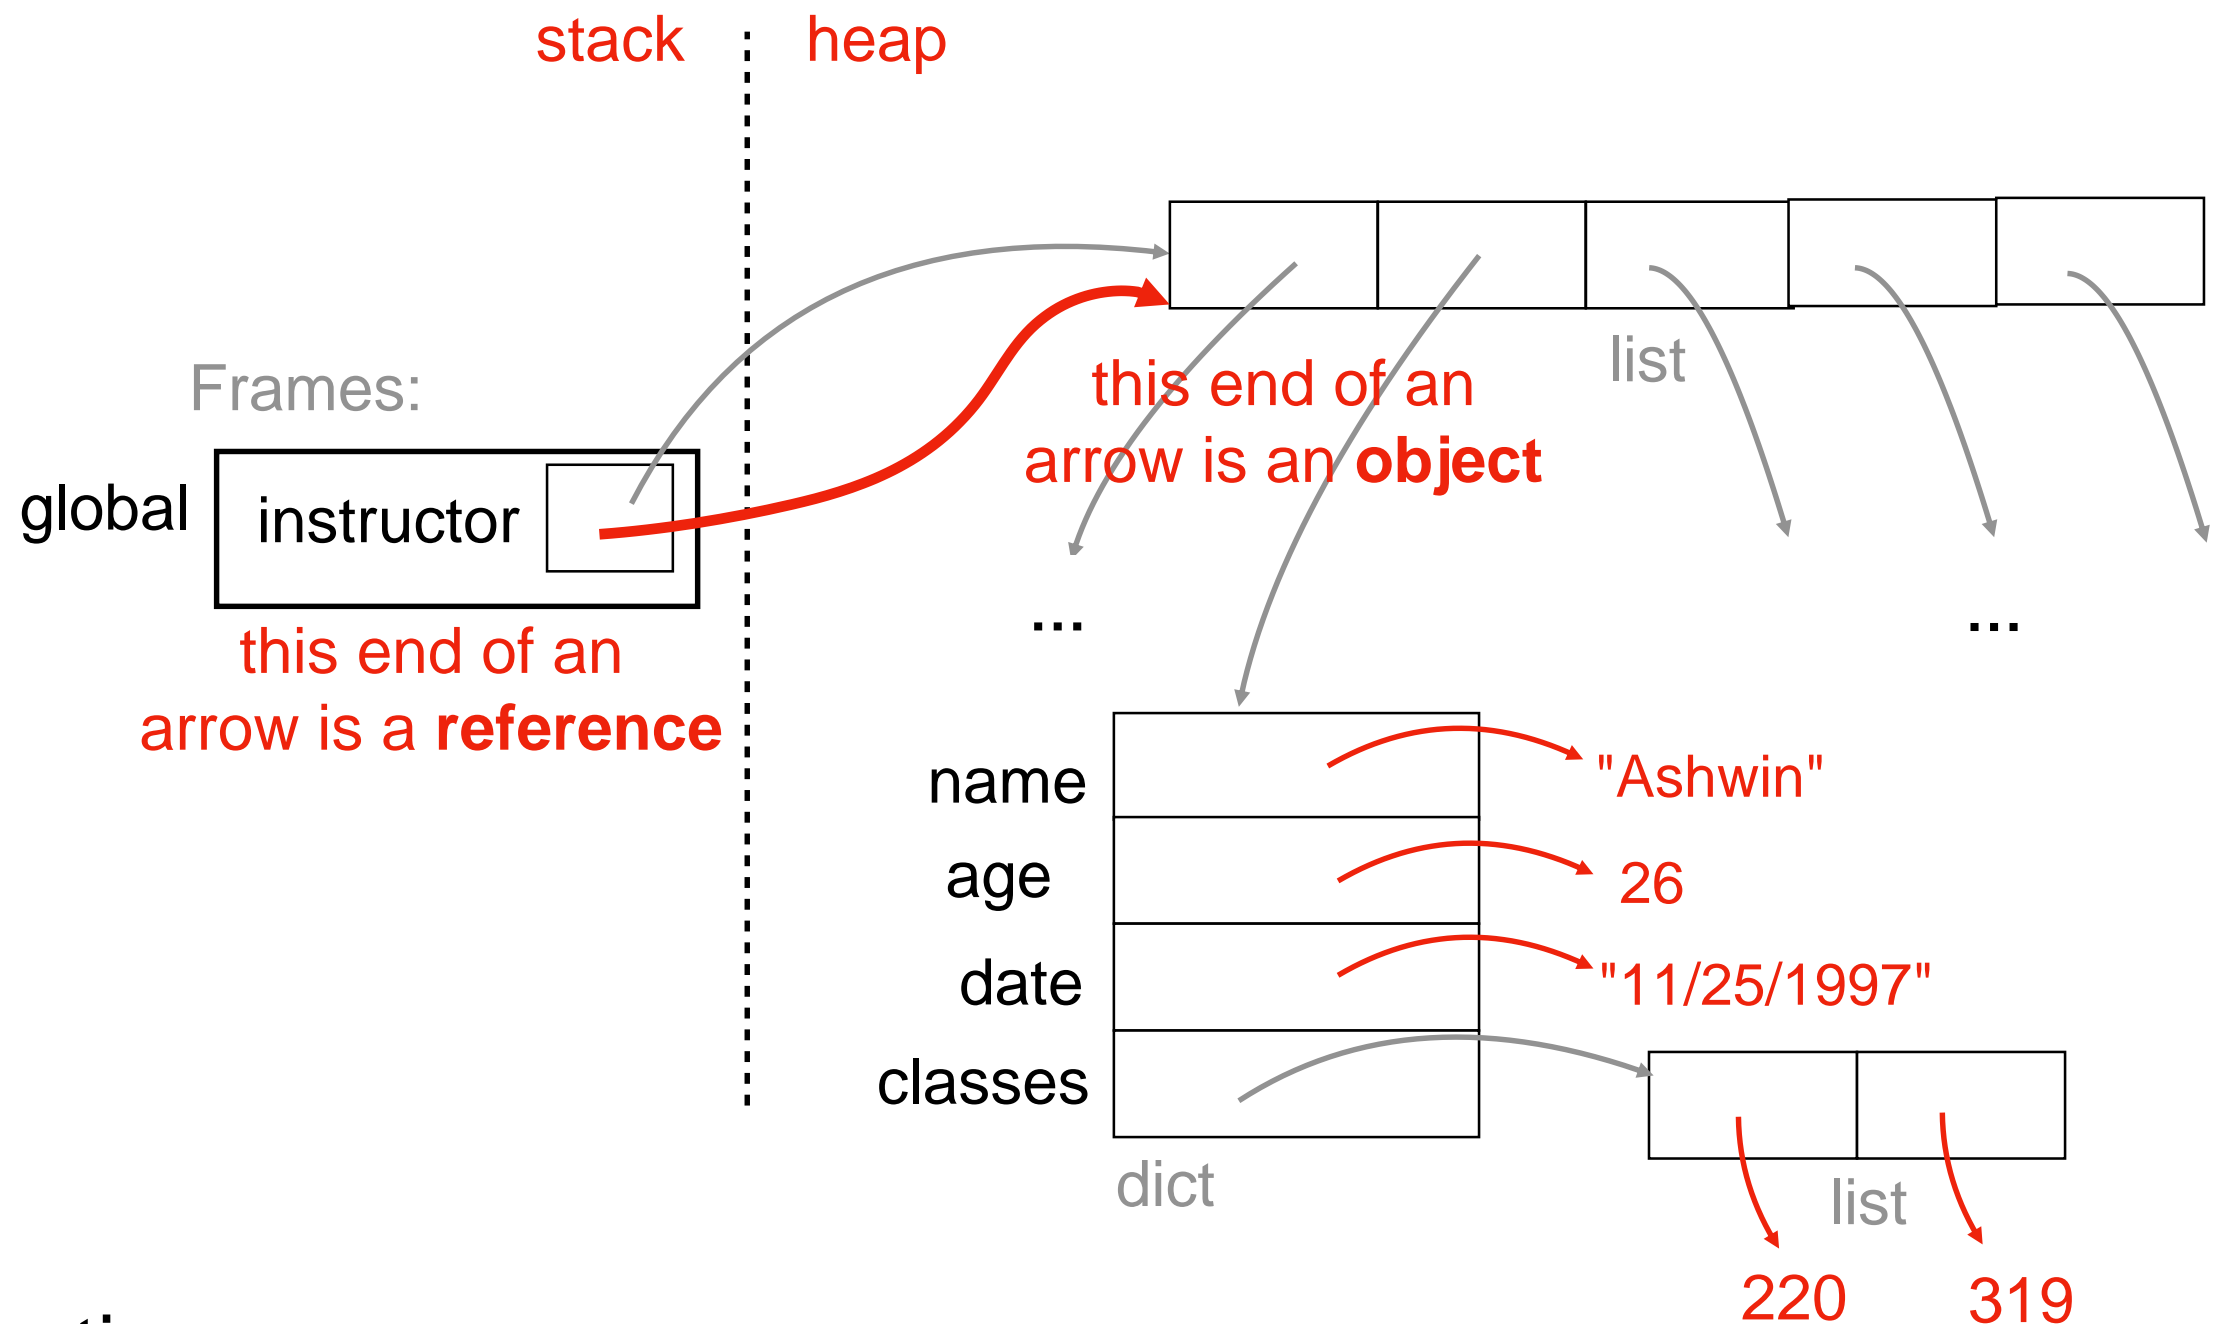 stack
heap
list
this end of an
arrow is an object
Frames:
global
instructor
this end of an
arrow is a reference
...
...
name
"Ashwin"
age
26
date
"11/25/1997"
classes
dict
list
220
319